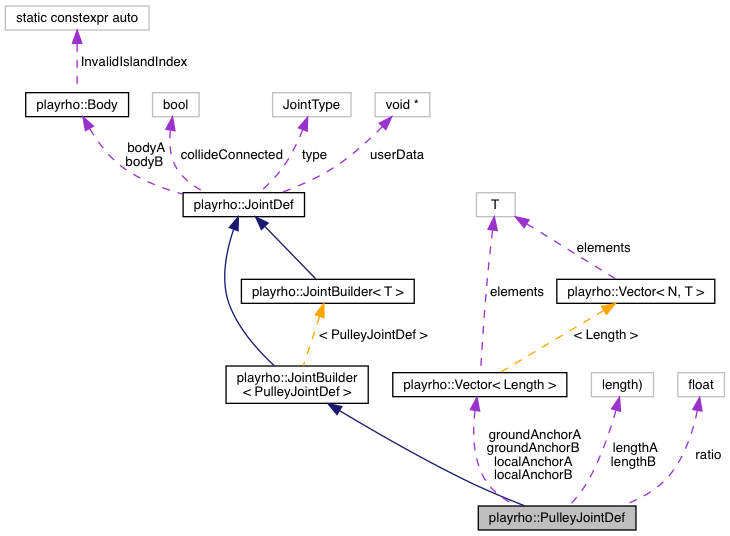 static constexpr auto
InvalidIslandIndex
playrho::Body
bool
JointType
void *
bodyA
bodyB
collideConnected
type
userData
playrho::JointDef
T
elements
playrho::JointBuilder< T >
elements
playrho::Vector< N, T >
< PulleyJointDef >
< Length >
playrho::JointBuilder
< PulleyJointDef >
playrho::Vector< Length >
length)
float
groundAnchorA
groundAnchorB
localAnchorA
localAnchorB
lengthA
lengthB
ratio
playrho::PulleyJointDef